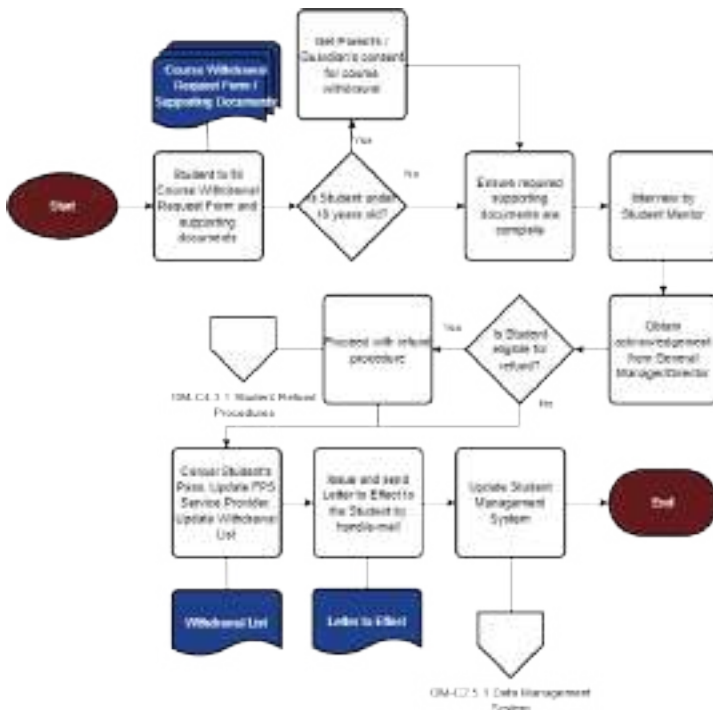 Get Parents /
Guardian's content
for course
withdrawal
Course Withdrawal
Request Form /
Supporting Documents
Yes
Start
Student to fill
Course Withdrawal
Request Form and
supporting
documents
Is Student under
18 years old?
No
Ensure required
supporting
documents are
complete
Interview by
Student Mentor
Proceed with refund
procedure
Yes
Is Student
eligible for
refund?
Obtain
acknowledgement
from General
Manager/Director
No
Student Refund
Procedures
Cancel Student's
Pass, Update FPS
Service Provider,
Update Withdrawal
List
Issue and send
Letter to Effect to
the Student by
Update Student
Management
System
End
Withdrawal List
Letter to Effect
Data Management
System